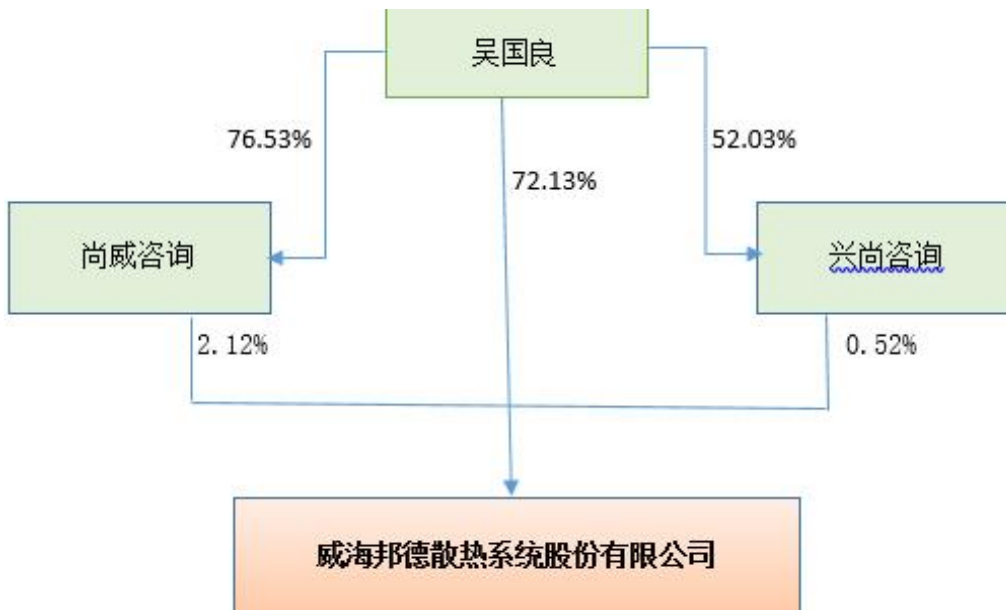 吴国良
76.53%
52.03%
72.13%
尚威咨询
兴尚咨询
2.12%
0.52%
威海邦德散热系统股份有限公司